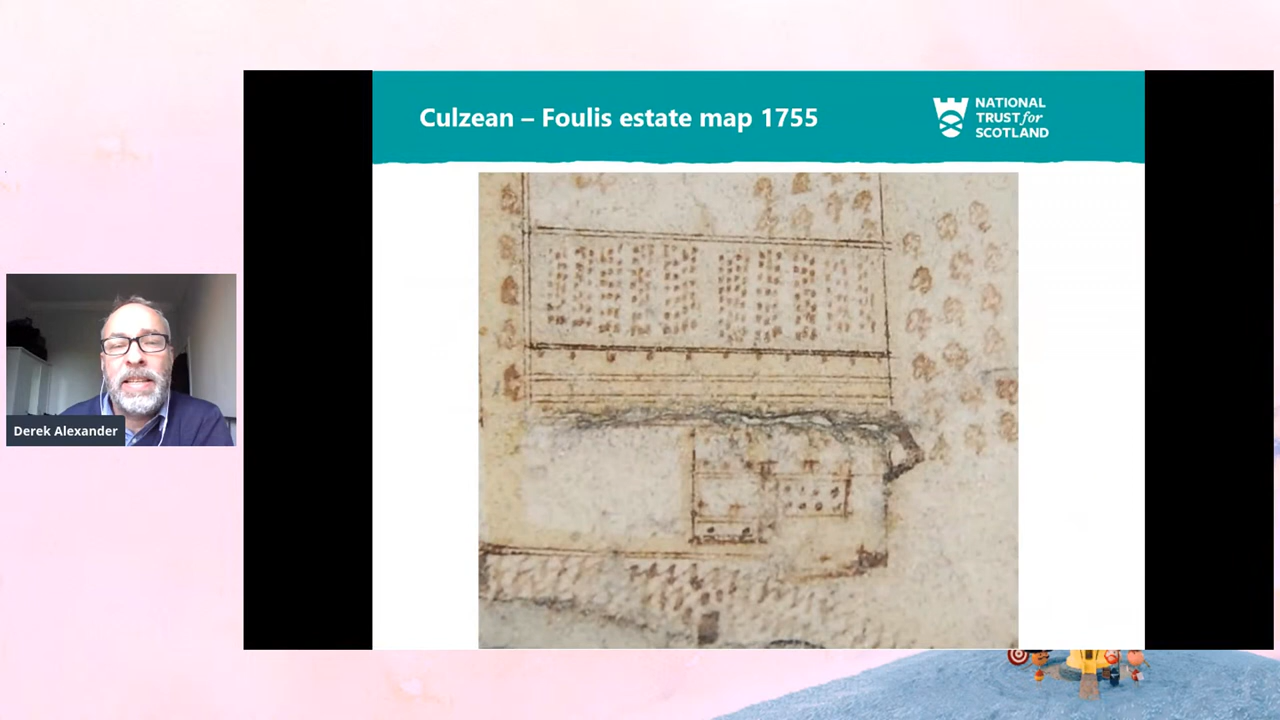 Culzean – Foulis estate map 1755
NATIONAL
TRUST for
SCOTLAND
Derek Alexander